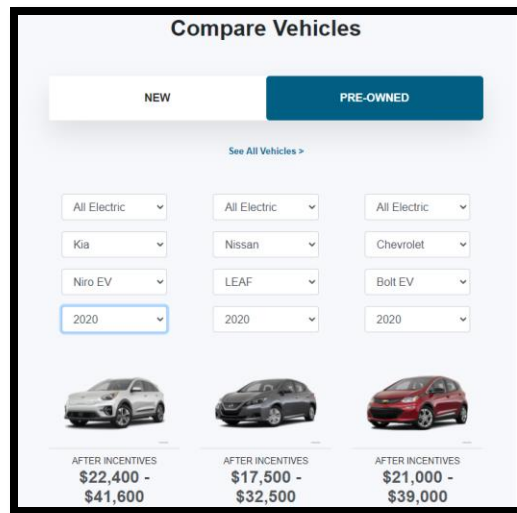 Compare Vehicles
NEW PRE-OWNED
See All Vehicles >
All Electric All Electric All Electric
Kia Nissan Chevrolet
Niro EV LEAF Bolt EV
2020 2020 2020
AFTER INCENTIVES AFTER INCENTIVES AFTER INCENTIVES
$22,400 - $17,500 - $21,000 -
$41,600 $32,500 $39,000